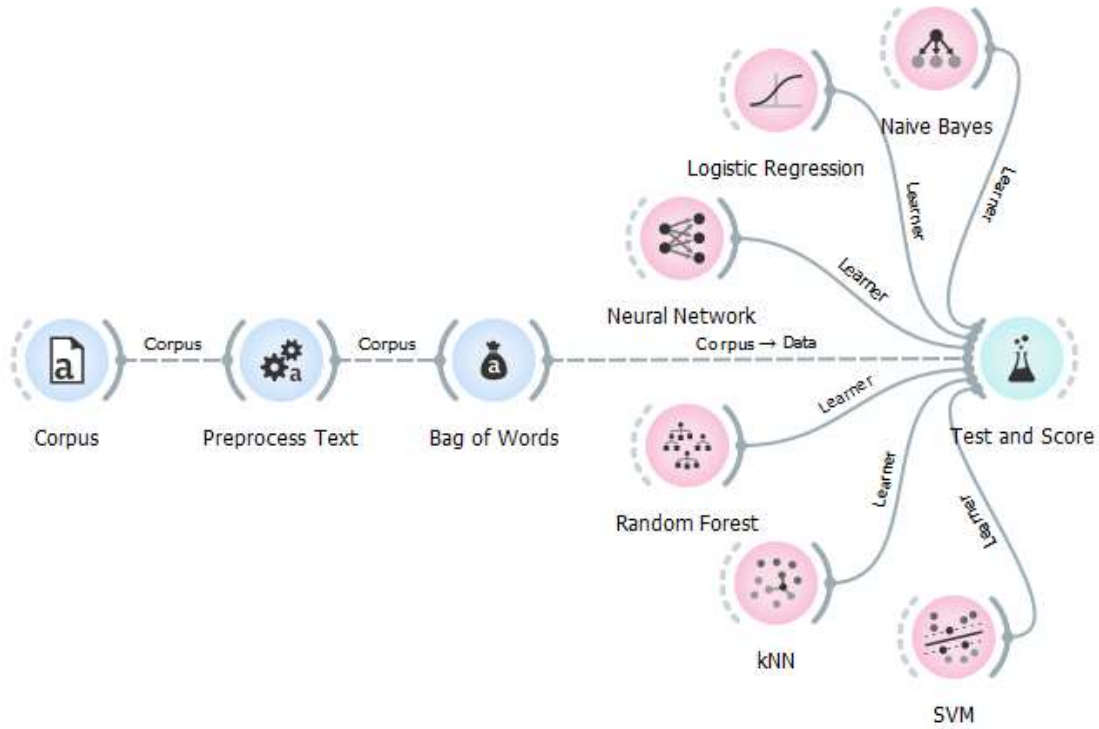 Naive Bayes
Logistic Regression
Learner
Learner
Neural Network
Learner
Corpus
Corpus
Corpus → Data
a
a
a
Corpus
Preprocess Text
Bag of Words
Test and Score
Learner
Random Forest
Learner
Learner
kNN
SVM